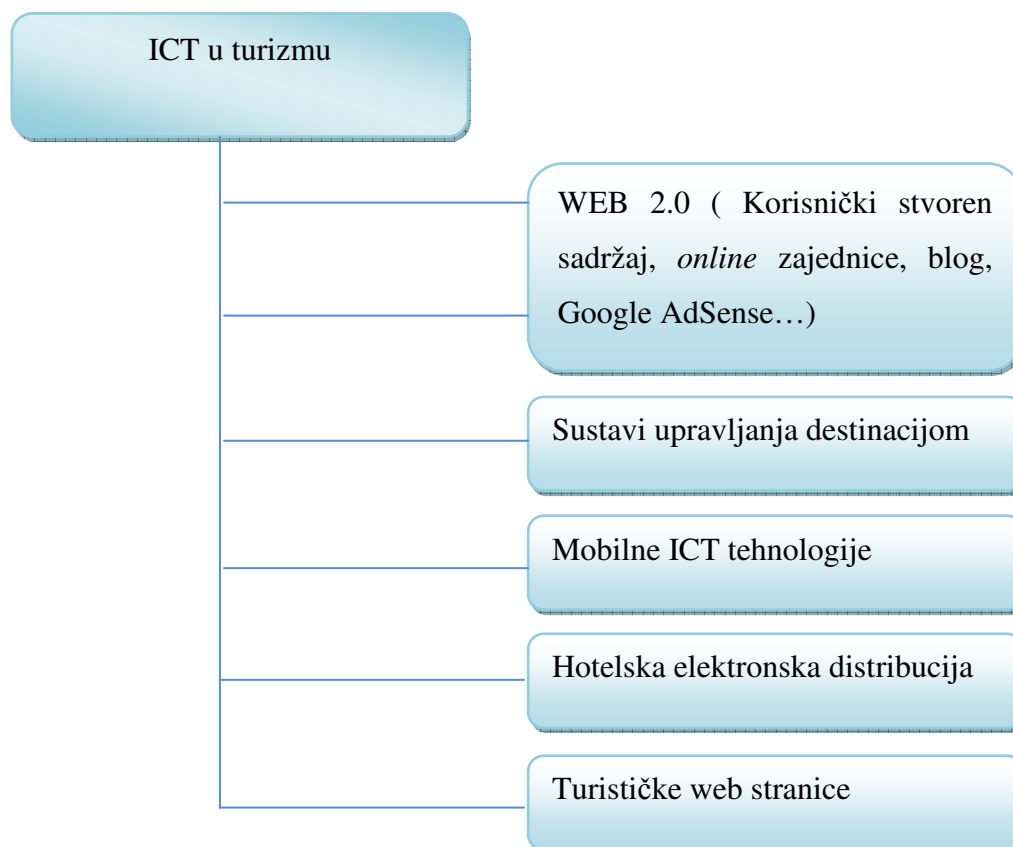 ICT u turizmu
WEB 2.0 ( Korisnički stvoren
sadržaj, online zajednice, blog,
Google AdSense…)
Sustavi upravljanja destinacijom
Mobilne ICT tehnologije
Hotelska elektronska distribucija
Turističke web stranice